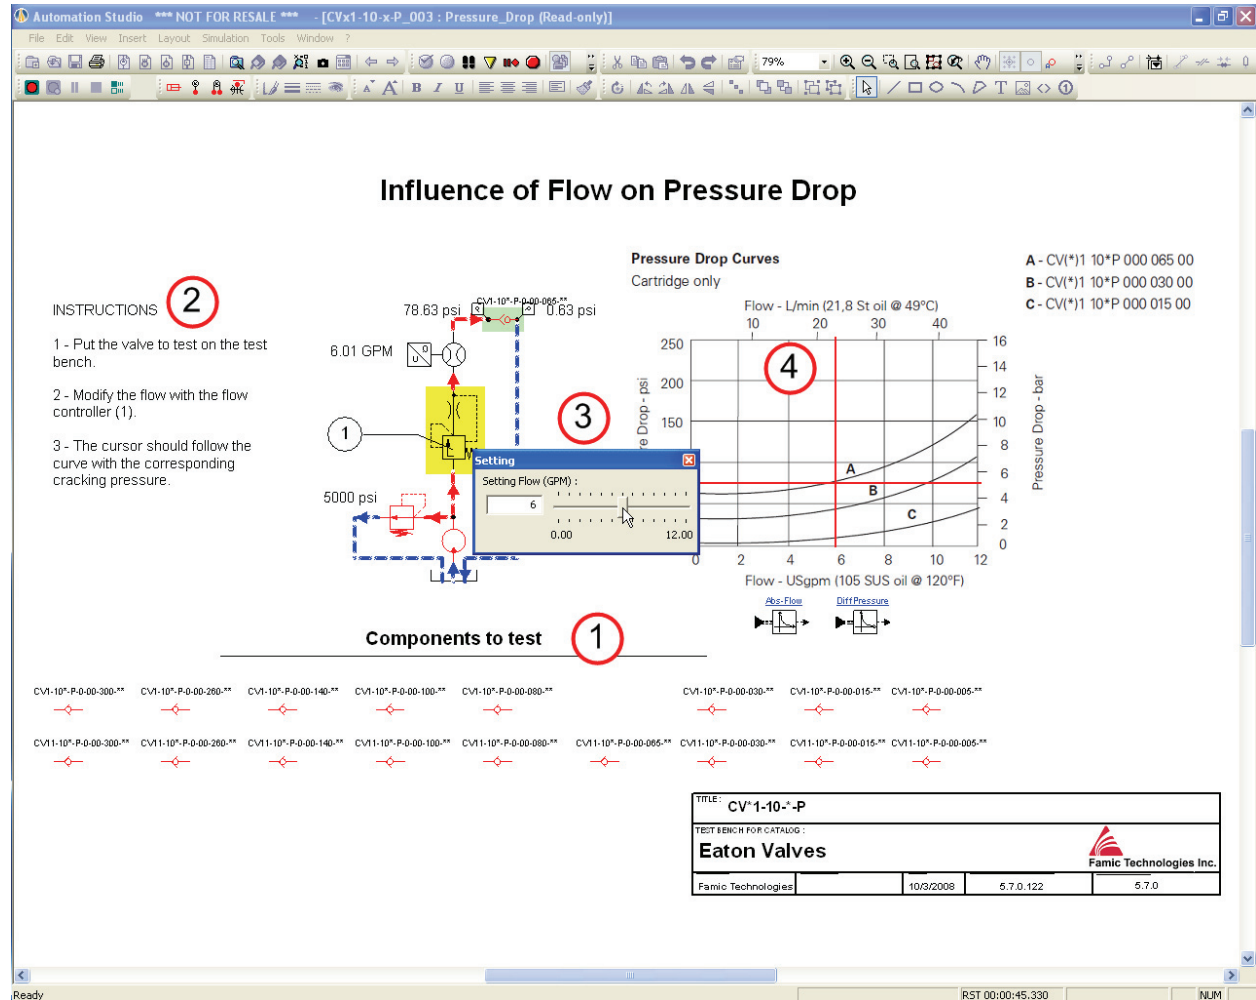 Automation Studio *** NOT FOR RESALE *** - [CVx1-10-x-P_003 : Pressure_Drop (Read-only)]
File Edit View Insert Layout Simulation Tools Window ?
79%
Influence of Flow on Pressure Drop
INSTRUCTIONS
2
1 - Put the valve to test on the test
bench.
2 - Modify the flow with the flow
controller (1).
3 - The cursor should follow the
curve with the corresponding
cracking pressure.
CV1-10*-P-0-00-065-**
78.63 psi
0.63 psi
6.01 GPM
1
3
5000 psi
Setting
Setting Flow (GPM) :
6
0.00 12.00
Pressure Drop Curves
Cartridge only
A - CV(*)1 10*P 000 065 00
B - CV(*)1 10*P 000 030 00
C - CV(*)1 10*P 000 015 00
Flow - L/min (21,8 St oil @ 49°C)
10 20 30 40
250
200
150
16
14
12
10
8
6
4
2
0
4
A
B
C
re Drop - psi
Pressure Drop - bar
0 2 4 6 8 10 12
Flow - USgpm (105 SUS oil @ 120°F)
Abs-Flow DiffPressure
Components to test
1
CV1-10*-P-0-00-300-** CV1-10*-P-0-00-260-** CV1-10*-P-0-00-140-** CV1-10*-P-0-00-100-** CV1-10*-P-0-00-080-** CV1-10*-P-0-00-030-** CV1-10*-P-0-00-015-** CV1-10*-P-0-00-005-**
CV11-10*-P-0-00-300-** CV11-10*-P-0-00-260-** CV11-10*-P-0-00-140-** CV11-10*-P-0-00-100-** CV11-10*-P-0-00-080-** CV11-10*-P-0-00-065-** CV11-10*-P-0-00-030-** CV11-10*-P-0-00-015-** CV11-10*-P-0-00-005-**
TITLE : CV*1-10-*-P
TEST BENCH FOR CATALOG :
Eaton Valves
Famic Technologies Inc.
Famic Technologies 10/3/2008 5.7.0.122 5.7.0
Ready RST 00:00:45.330 NUM